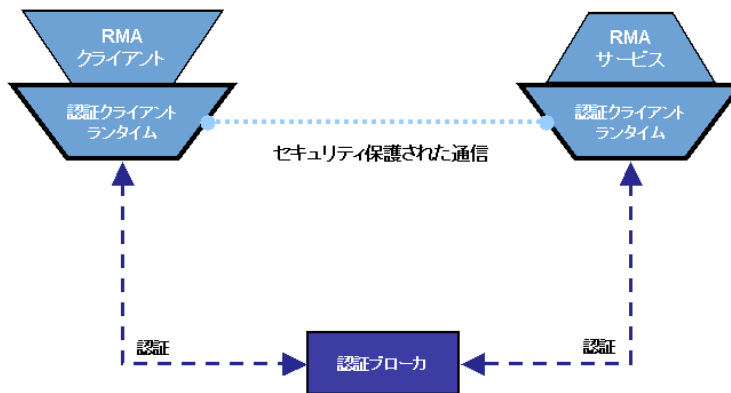 RMA
クライアント
RMA
サービス
認証クライアント
ランタイム
認証クライアント
ランタイム
セキュリティ保護された通信
認証
認証
認証ブローカ